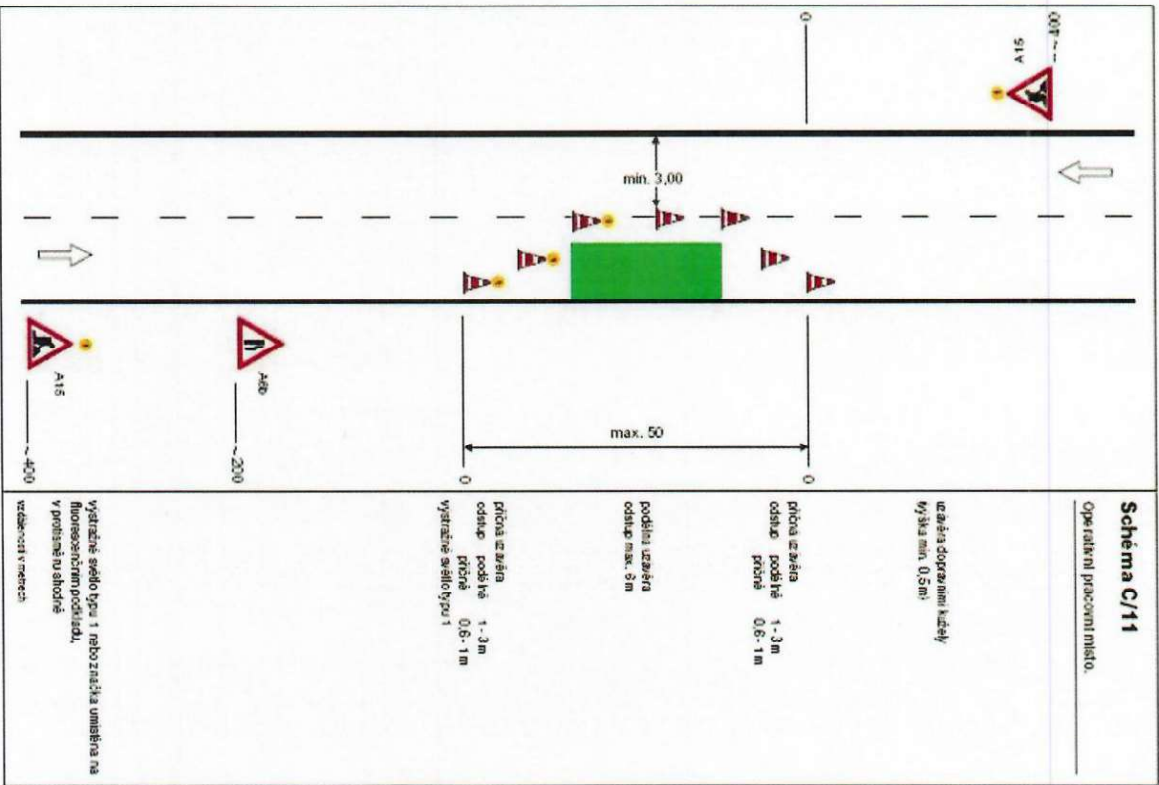 Schéma C/11
Operativní pracovní místo.
uzávěra dopravními kužely
(výška min. 0,5 m)
příčná uzávěra
odstup podélně 1 - 3 m
příčně 0,6 - 1 m
podélná uzávěra
odstup max. 6 m
příčná uzávěra
odstup podélně 1 - 3 m
příčně 0,6 - 1 m
výstražné světlo typu 1
výstražné světlo typu 1 nebo značka umístěna na
fluorescenčním podkladu,
v protisměru shodně
vzdálenosti v metrech
~400
A15
0
min. 3,00
max. 50
0
0
A6b
~200
A15
~400